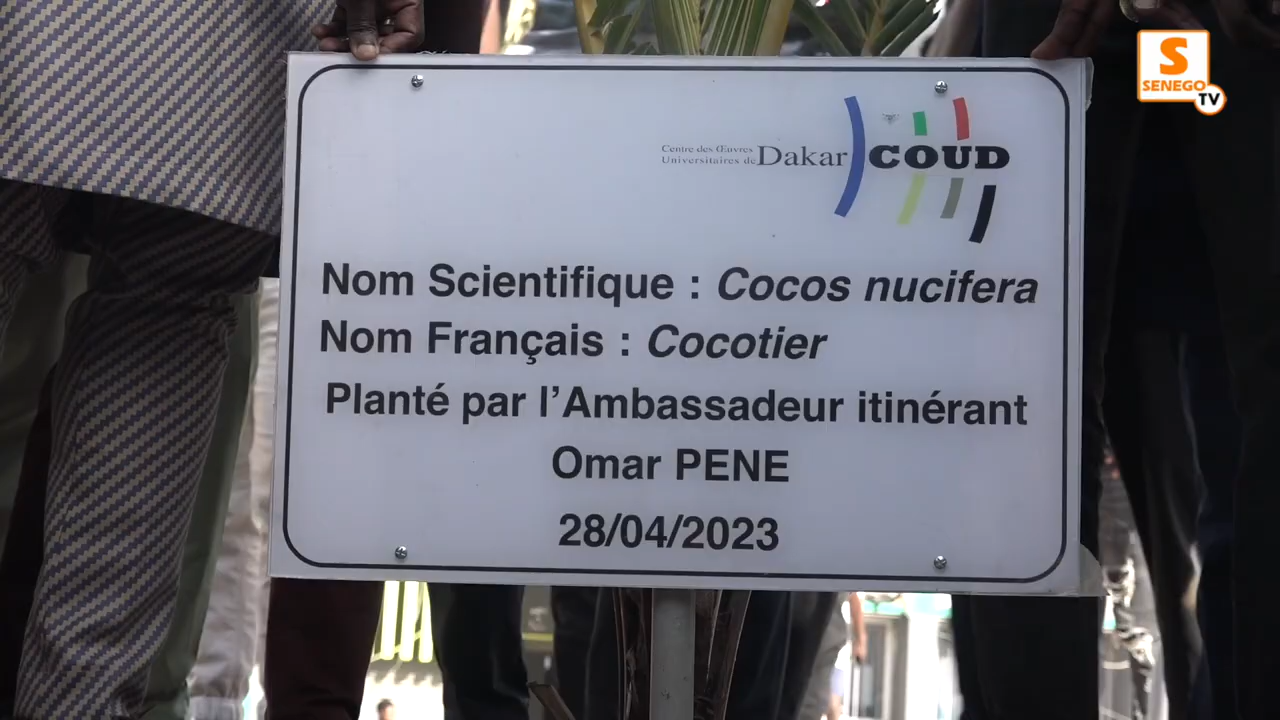 S
SENEGO
TV
Centre des Œuvres
Universitaires de Dakar
COUD
Nom Scientifique : Cocos nucifera
Nom Français : Cocotier
Planté par l’Ambassadeur itinérant
Omar PENE
28/04/2023